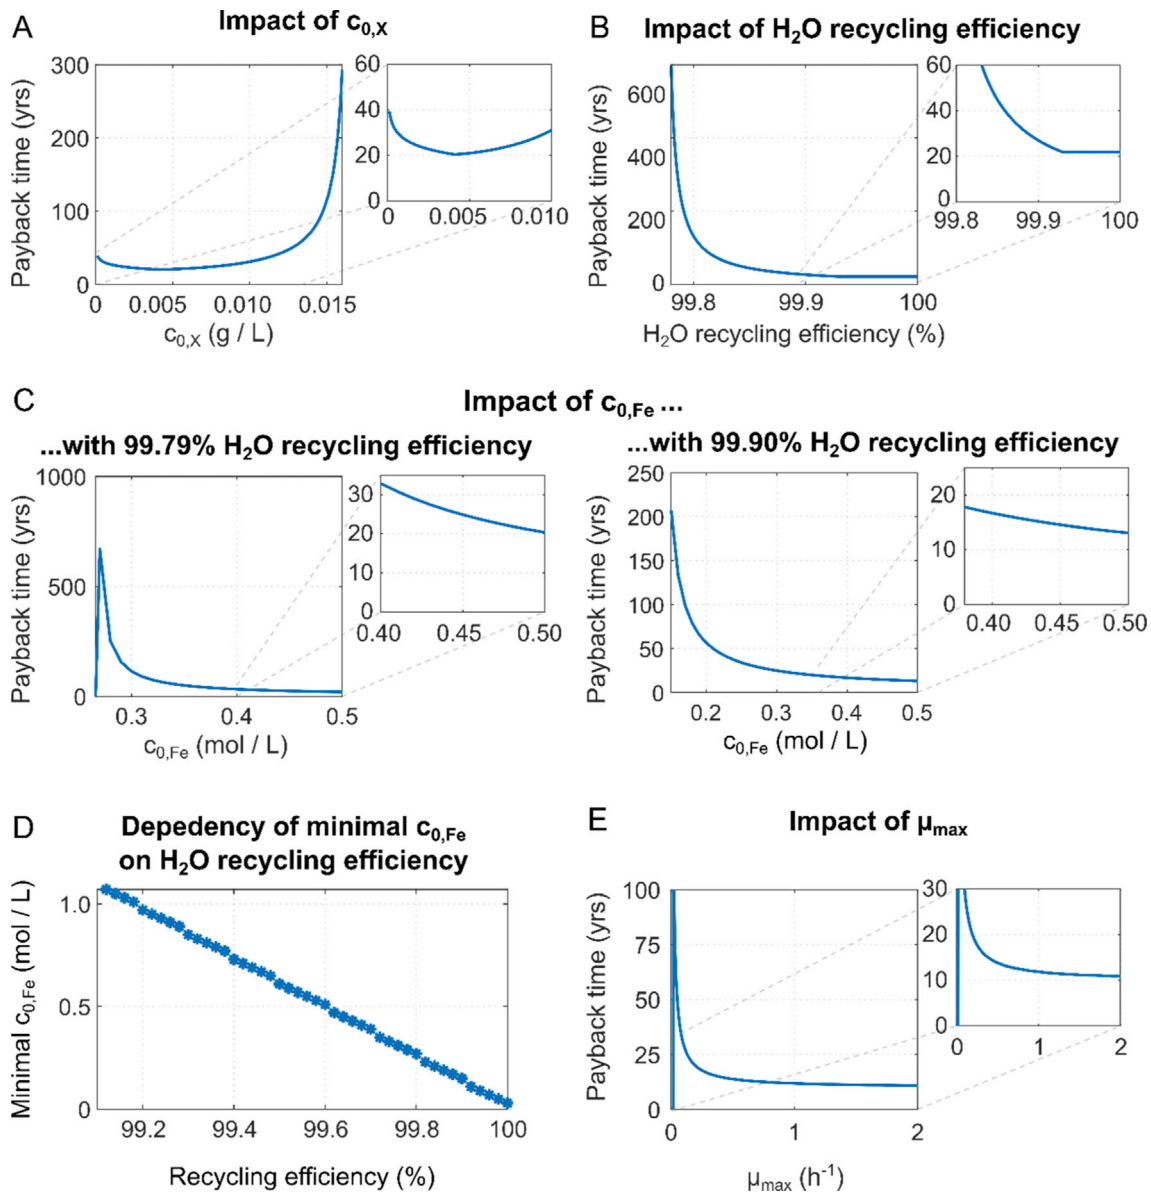 A
Impact of c0,X
Payback time (yrs)
300
200
100
0
0 0.005 0.010 0.015
c0,X (g / L)
60
40
20
0
0 0.005 0.010
B
Impact of H2O recycling efficiency
Payback time (yrs)
600
400
200
0
99.8 99.9 100
H2O recycling efficiency (%)
60
40
20
0
99.8 99.9 100
C
Impact of c0,Fe ...
...with 99.79% H2O recycling efficiency
Payback time (yrs)
1000
500
0
0.3 0.4 0.5
c0,Fe (mol / L)
30
20
10
0
0.40 0.45 0.50
...with 99.90% H2O recycling efficiency
Payback time (yrs)
250
200
150
100
50
0
0.2 0.3 0.4 0.5
c0,Fe (mol / L)
20
10
0
0.40 0.45 0.50
D
Depedency of minimal c0,Fe
on H2O recycling efficiency
Minimal c0,Fe (mol / L)
1.0
0.5
0
99.2 99.4 99.6 99.8 100
Recycling efficiency (%)
E
Impact of μmax
Payback time (yrs)
100
75
50
25
0
0 1 2
μmax (h-1)
30
20
10
0
0 1 2